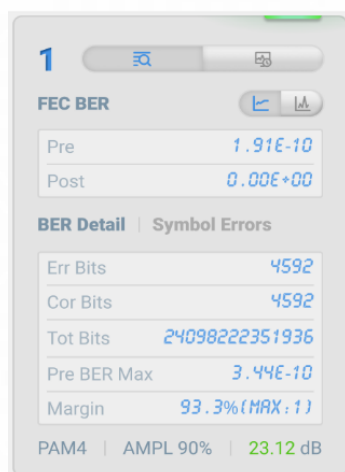 1
FEC BER
Pre 1.91E-10
Post 0.00E+00
BER Detail | Symbol Errors
Err Bits 4592
Cor Bits 4592
Tot Bits 24098222351936
Pre BER Max 3.44E-10
Margin 93.3%(MAX:1)
PAM4 | AMPL 90% | 23.12 dB